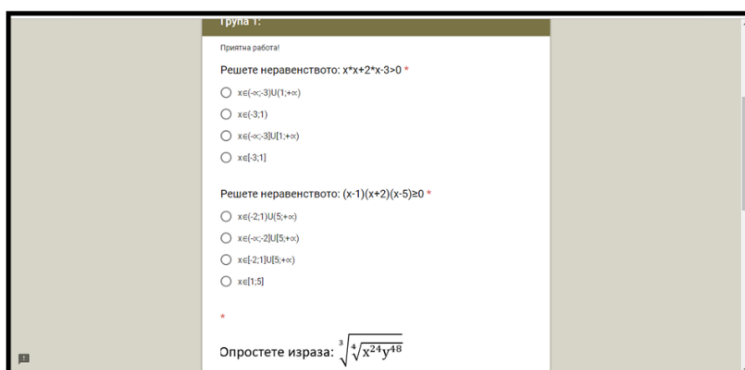 Група 1:
Приятна работа!
Решете неравенството: x*x+2*x-3>0 *
x∈(-∞;-3)U(1;+∞)
x∈(-3;1)
x∈(-∞;-3]U[1;+∞)
x∈[-3;1]
Решете неравенството: (x-1)(x+2)(x-5)≥0 *
x∈(-2;1)U(5;+∞)
x∈(-∞;-2]U[5;+∞)
x∈[-2;1]U[5;+∞)
x∈[1;5]
*
Опростете израза: ∛∜x²⁴y⁴⁸